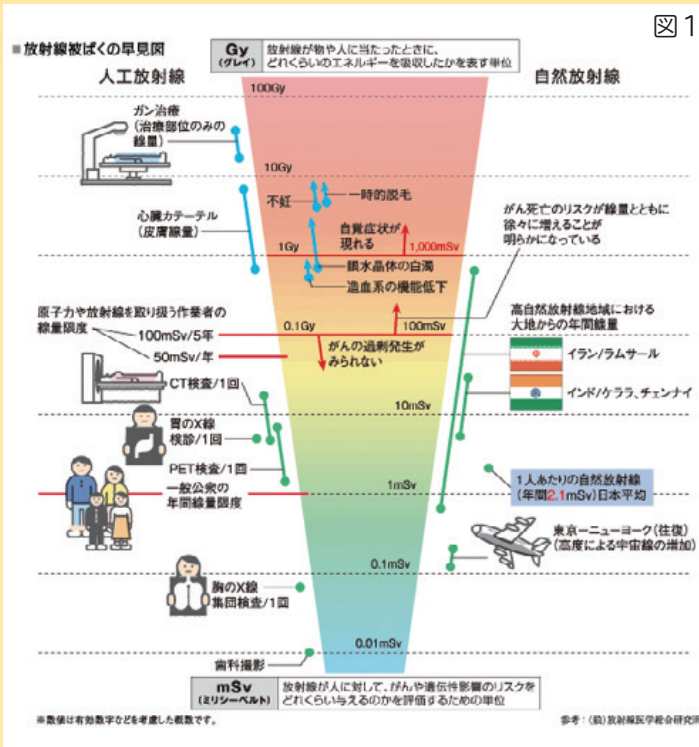 図1
■放射線被ばくの早見図
Gy
(グレイ)
放射線が物や人に当たったときに、
どれくらいのエネルギーを吸収したかを表す単位
人工放射線
自然放射線
100Gy
ガン治療
(治療部位のみの
線量)
10Gy
不妊
一時的脱毛
心臓カテーテル
(皮膚線量)
がん死亡のリスクが線量とともに
徐々に増えることが
明らかになっている
自覚症状が
現れる
1Gy
1,000mSv
眼水晶体の白濁
造血系の機能低下
原子力や放射線を取り扱う作業者の
線量限度
100mSv/5年
50mSv/年
0.1Gy
100mSv
高自然放射線地域における
大地からの年間線量
がんの過剰発生が
みられない
イラン/ラムサール
CT検査/1回
インド/ケララ、チェンナイ
10mSv
胃のX線
検診/1回
PET検査/1回
一般公衆の
年間線量限度
1mSv
1人あたりの自然放射線
(年間2.1mSv)日本平均
東京ーニューヨーク(往復)
(高度による宇宙線の増加)
0.1mSv
胸のX線
集団検査/1回
0.01mSv
歯科撮影
mSv
(ミリシーベルト)
放射線が人に対して、がんや遺伝性影響のリスクを
どれくらい与えるのかを評価するための単位
※数値は有効数字などを考慮した概数です。
参考:(独)放射線医学総合研究所